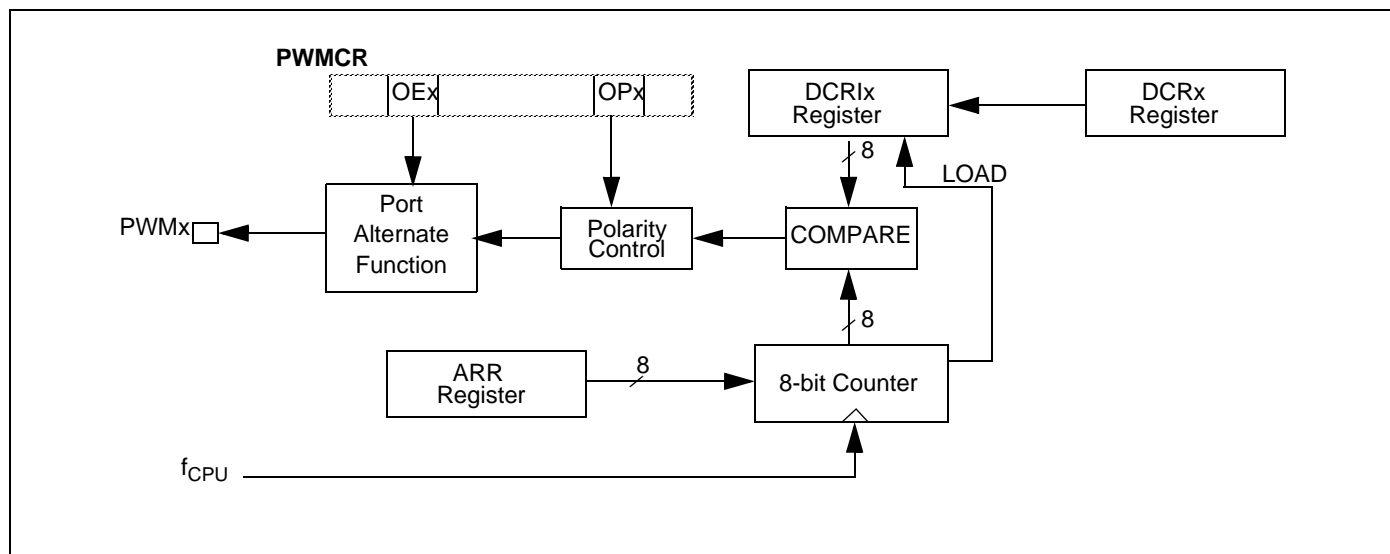 PWMCR
OEx
OPx
DCRIx
Register
DCRx
Register
8
LOAD
Port
Alternate
Function
PWMx
Polarity
Control
COMPARE
8
ARR
Register
8
8-bit Counter
fCPU